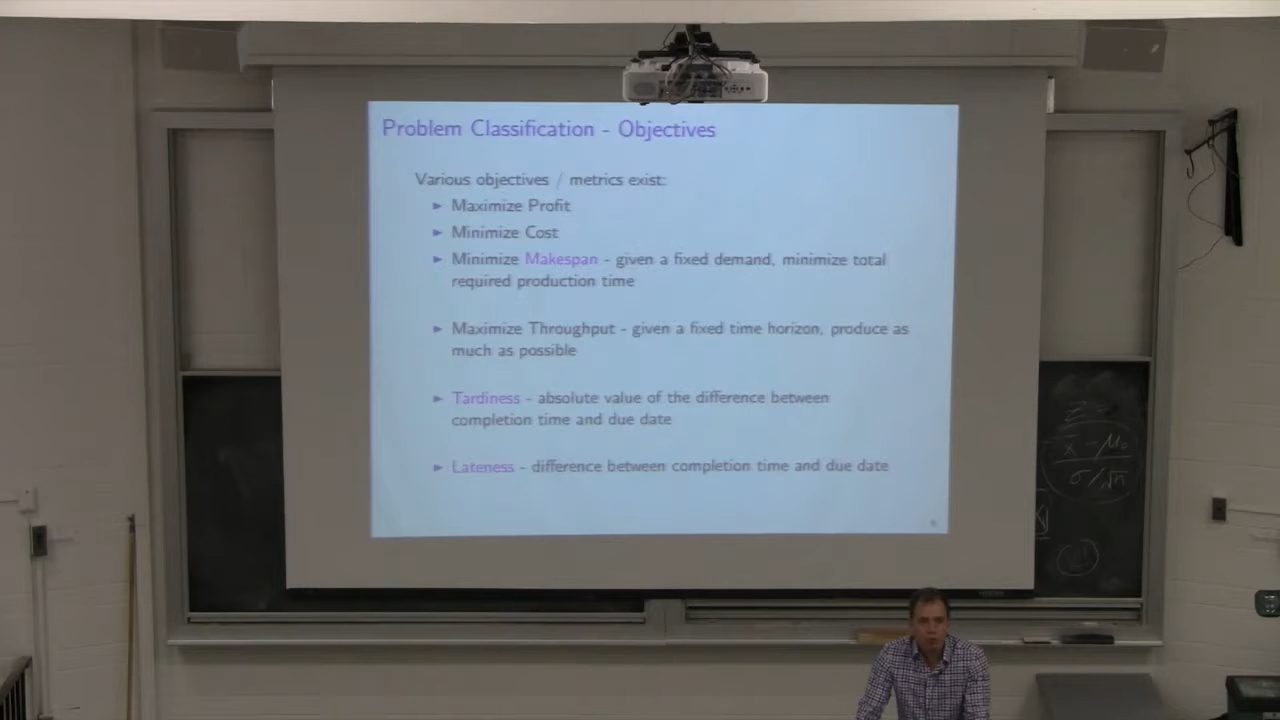 Problem Classification - Objectives
Various objectives / metrics exist:
► Maximize Profit
► Minimize Cost
► Minimize Makespan - given a fixed demand, minimize total
required production time
► Maximize Throughput - given a fixed time horizon, produce as
much as possible
► Tardiness - absolute value of the difference between
completion time and due date
► Lateness - difference between completion time and due date
x̄ - μ₀
σ/√n